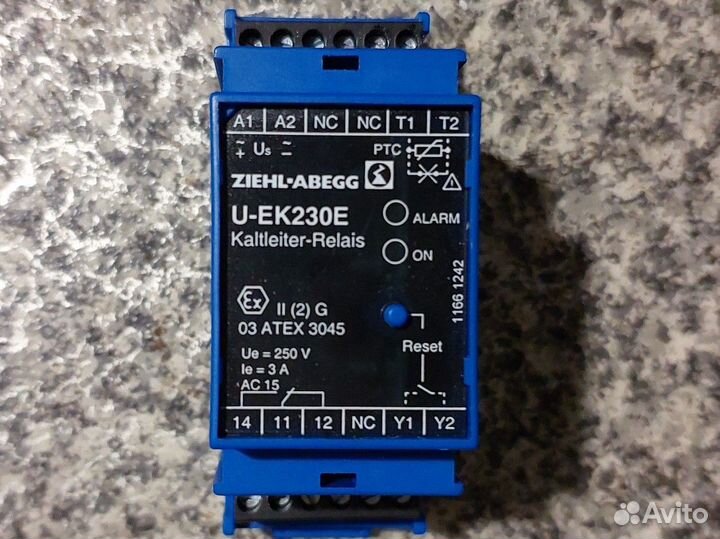 A1 A2 NC NC T1 T2
Us PTC
ZIEHL-ABEGG
U-EK230E ALARM
Kaltleiter-Relais
ON
Ex II (2) G
03 ATEX 3045
1166 1242
Ue = 250 V
Ie = 3 A
AC 15
Reset
14 11 12 NC Y1 Y2
Avito